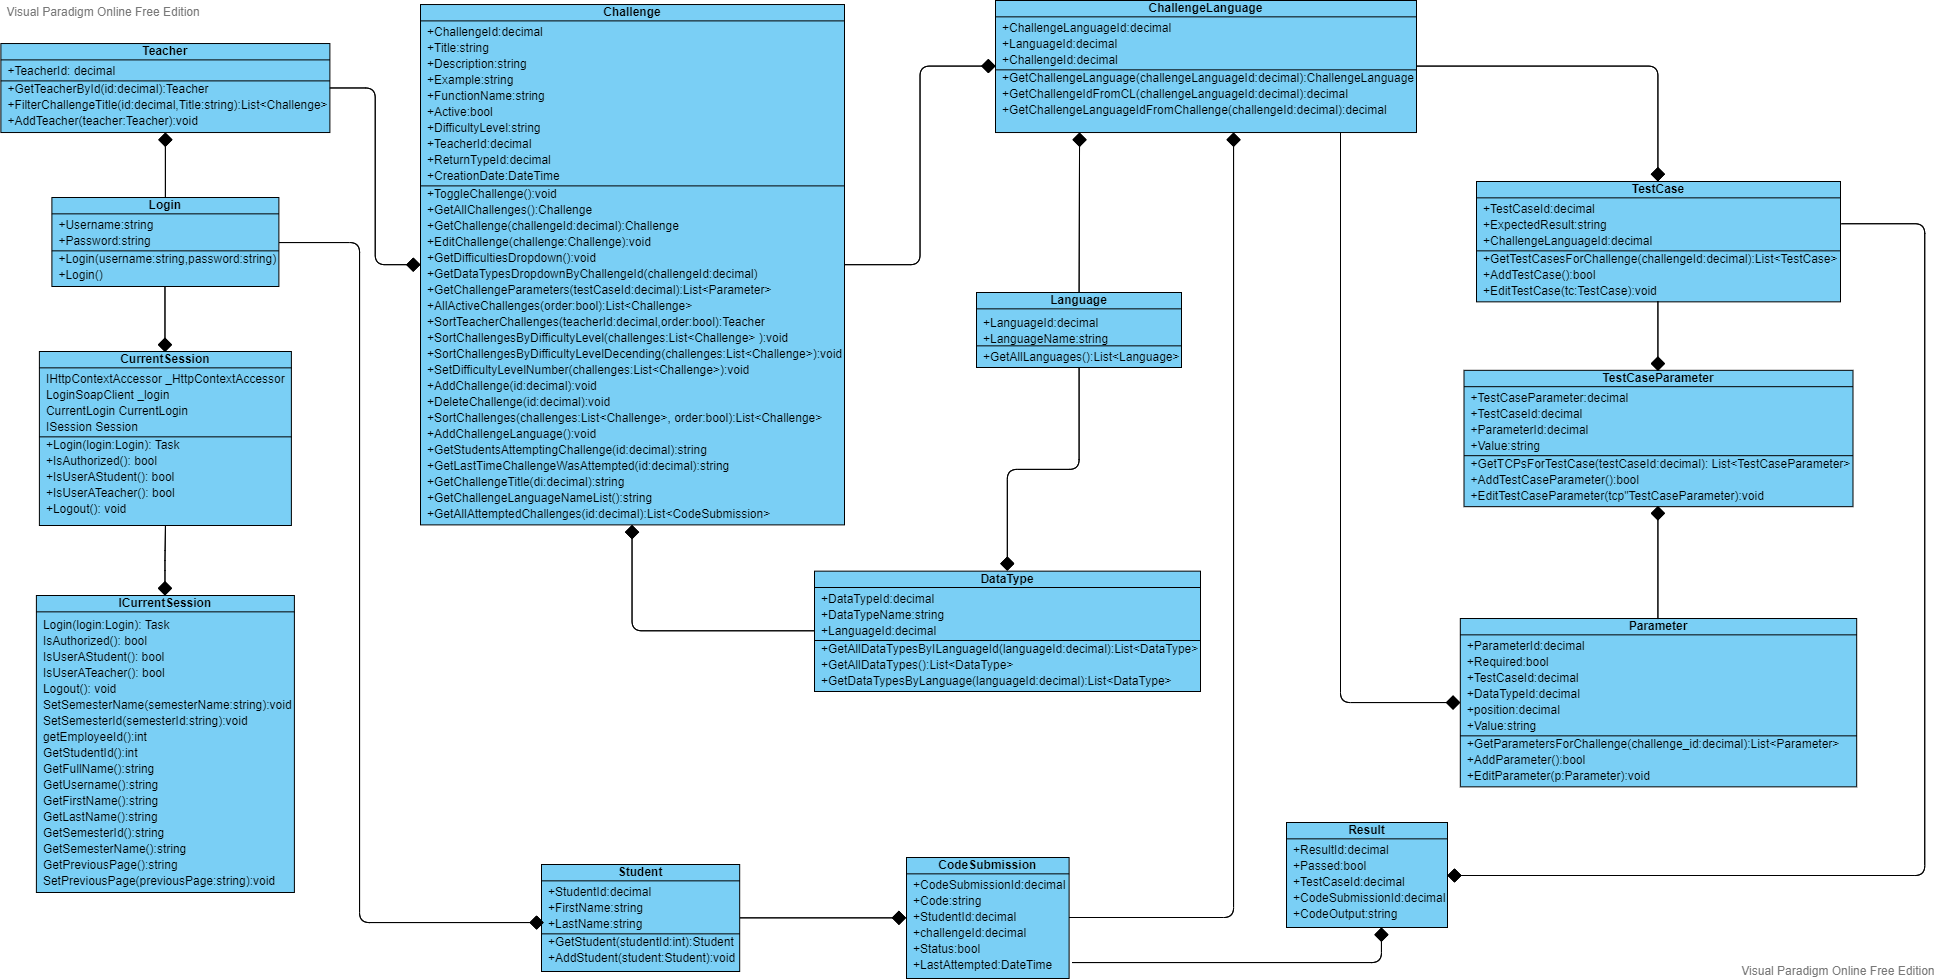 Visual Paradigm Online Free Edition
Teacher
+TeacherId: decimal
+GetTeacherById(id:decimal):Teacher
+FilterChallengeTitle(id:decimal,Title:string):List<Challenge>
+AddTeacher(teacher:Teacher):void
Login
+Username:string
+Password:string
+Login(username:string,password:string)
+Login()
CurrentSession
IHttpContextAccessor _HttpContextAccessor
LoginSoapClient _login
CurrentLogin CurrentLogin
ISession Session
+Login(login:Login): Task
+IsAuthorized(): bool
+IsUserAStudent(): bool
+IsUserATeacher(): bool
+Logout(): void
ICurrentSession
Login(login:Login): Task
IsAuthorized(): bool
IsUserAStudent(): bool
IsUserATeacher(): bool
Logout(): void
SetSemesterName(semesterName:string):void
SetSemesterId(semesterId:string):void
getEmployeeId():int
GetStudentId():int
GetFullName():string
GetUsername():string
GetFirstName():string
GetLastName():string
GetSemesterId():string
GetSemesterName():string
GetPreviousPage():string
SetPreviousPage(previousPage:string):void
Challenge
+ChallengeId:decimal
+Title:string
+Description:string
+Example:string
+FunctionName:string
+Active:bool
+DifficultyLevel:string
+TeacherId:decimal
+ReturnTypeId:decimal
+CreationDate:DateTime
+ToggleChallenge():void
+GetAllChallenges():Challenge
+GetChallenge(challengeId:decimal):Challenge
+EditChallenge(challenge:Challenge):void
+GetDifficultiesDropdown():void
+GetDataTypesDropdownByChallengeId(challengeId:decimal)
+GetChallengeParameters(testCaseId:decimal):List<Parameter>
+AllActiveChallenges(order:bool):List<Challenge>
+SortTeacherChallenges(teacherId:decimal,order:bool):Teacher
+SortChallengesByDifficultyLevel(challenges:List<Challenge> ):void
+SortChallengesByDifficultyLevelDecending(challenges:List<Challenge>):void
+SetDifficultyLevelNumber(challenges:List<Challenge>):void
+AddChallenge(id:decimal):void
+DeleteChallenge(id:decimal):void
+SortChallenges(challenges:List<Challenge>, order:bool):List<Challenge>
+AddChallengeLanguage():void
+GetStudentsAttemptingChallenge(id:decimal):string
+GetLastTimeChallengeWasAttempted(id:decimal):string
+GetChallengeTitle(di:decimal):string
+GetChallengeLanguageNameList():string
+GetAllAttemptedChallenges(id:decimal):List<CodeSubmission>
ChallengeLanguage
+ChallengeLanguageId:decimal
+LanguageId:decimal
+ChallengeId:decimal
+GetChallengeLanguage(challengeLanguageId:decimal):ChallengeLanguage
+GetChallengeIdFromCL(challengeLanguageId:decimal):decimal
+GetChallengeLanguageIdFromChallenge(challengeId:decimal):decimal
Language
+LanguageId:decimal
+LanguageName:string
+GetAllLanguages():List<Language>
DataType
+DataTypeId:decimal
+DataTypeName:string
+LanguageId:decimal
+GetAllDataTypesByILanguageId(languageId:decimal):List<DataType>
+GetAllDataTypes():List<DataType>
+GetDataTypesByLanguage(languageId:decimal):List<DataType>
TestCase
+TestCaseId:decimal
+ExpectedResult:string
+ChallengeLanguageId:decimal
+GetTestCasesForChallenge(challengeId:decimal):List<TestCase>
+AddTestCase():bool
+EditTestCase(tc:TestCase):void
TestCaseParameter
+TestCaseParameter:decimal
+TestCaseId:decimal
+ParameterId:decimal
+Value:string
+GetTCPsForTestCase(testCaseId:decimal): List<TestCaseParameter>
+AddTestCaseParameter():bool
+EditTestCaseParameter(tcp"TestCaseParameter):void
Parameter
+ParameterId:decimal
+Required:bool
+TestCaseId:decimal
+DataTypeId:decimal
+position:decimal
+Value:string
+GetParametersForChallenge(challenge_id:decimal):List<Parameter>
+AddParameter():bool
+EditParameter(p:Parameter):void
Student
+StudentId:decimal
+FirstName:string
+LastName:string
+GetStudent(studentId:int):Student
+AddStudent(student:Student):void
CodeSubmission
+CodeSubmissionId:decimal
+Code:string
+StudentId:decimal
+challengeId:decimal
+Status:bool
+LastAttempted:DateTime
Result
+ResultId:decimal
+Passed:bool
+TestCaseId:decimal
+CodeSubmissionId:decimal
+CodeOutput:string
Visual Paradigm Online Free Edition